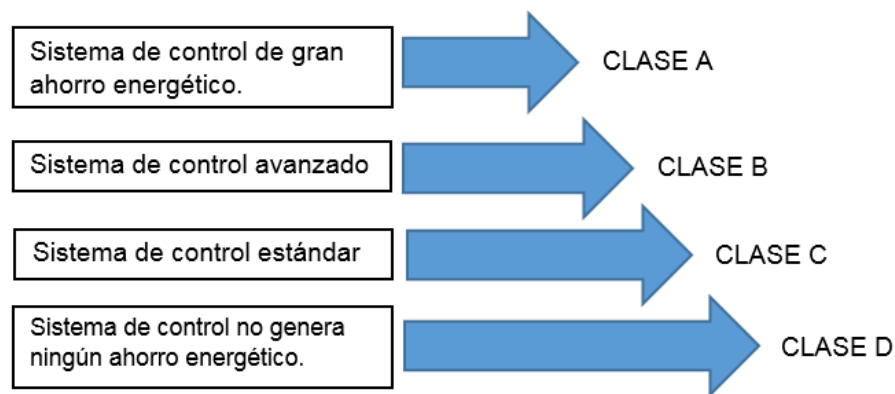 Sistema de control de gran
ahorro energético.
CLASE A
Sistema de control avanzado
CLASE B
Sistema de control estándar
CLASE C
Sistema de control no genera
ningún ahorro energético.
CLASE D